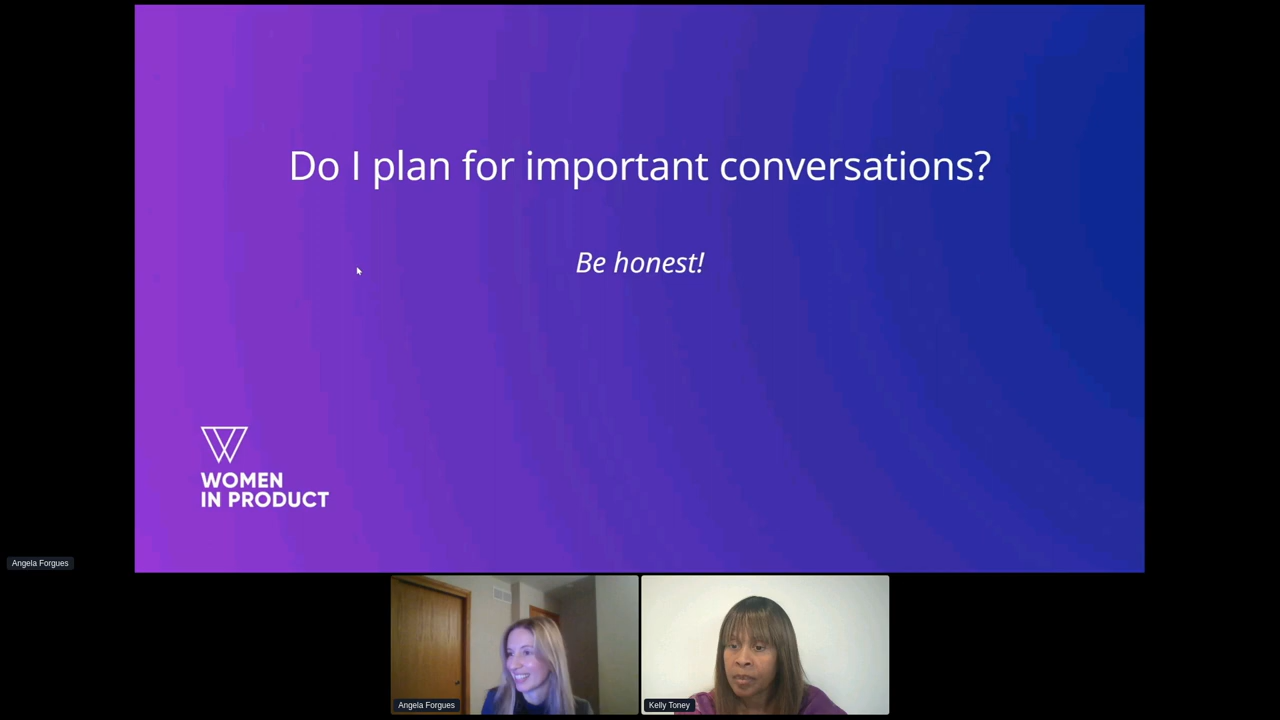 Do I plan for important conversations?
Be honest!
WOMEN
IN PRODUCT
Angela Forgues
Angela Forgues
Kelly Toney